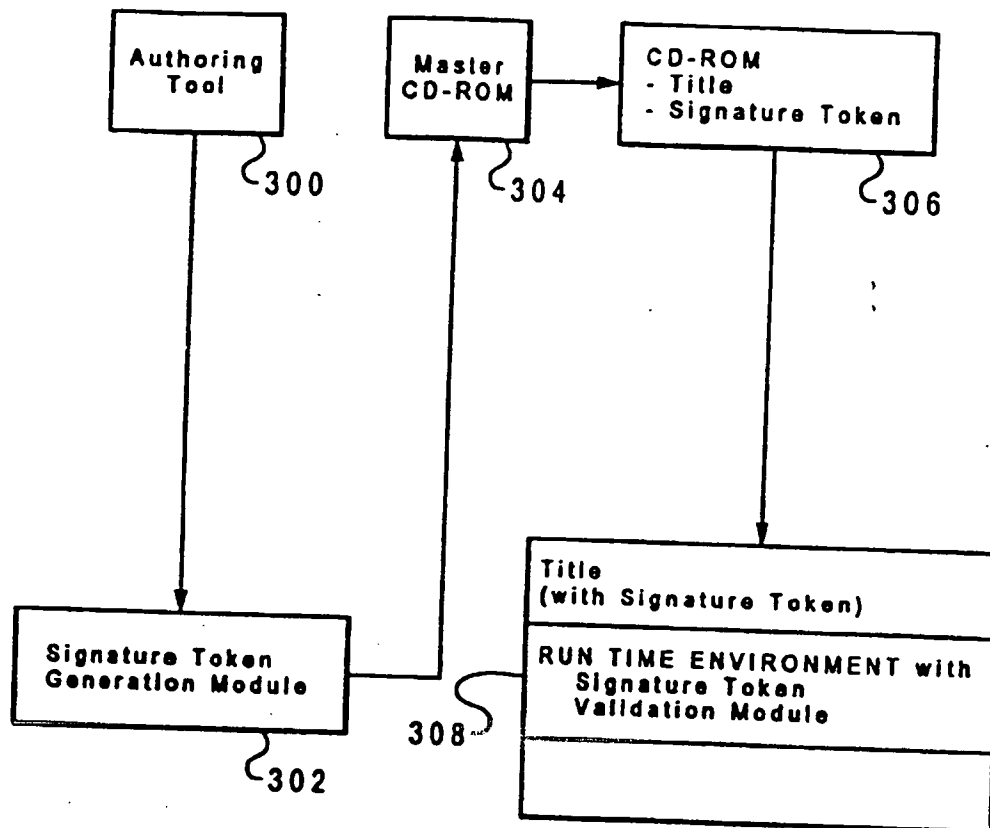 Authoring
Tool
300
Master
CD-ROM
304
CD-ROM
- Title
- Signature Token
306
Signature Token
Generation Module
302
Title
(with Signature Token)
RUN TIME ENVIRONMENT with
Signature Token
Validation Module
308